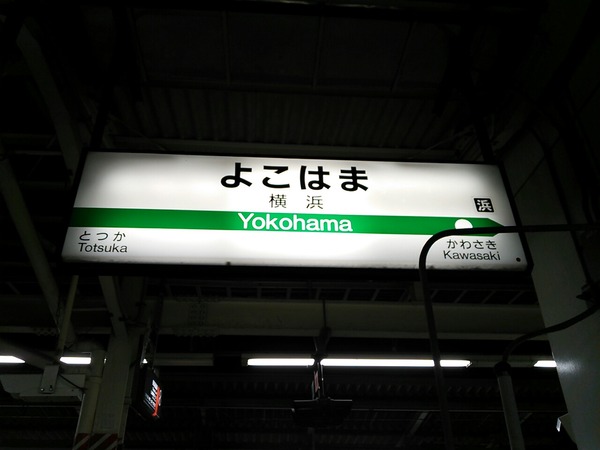 よこはま
横浜
浜
Yokohama
とつか
Totsuka
かわさき
Kawasaki